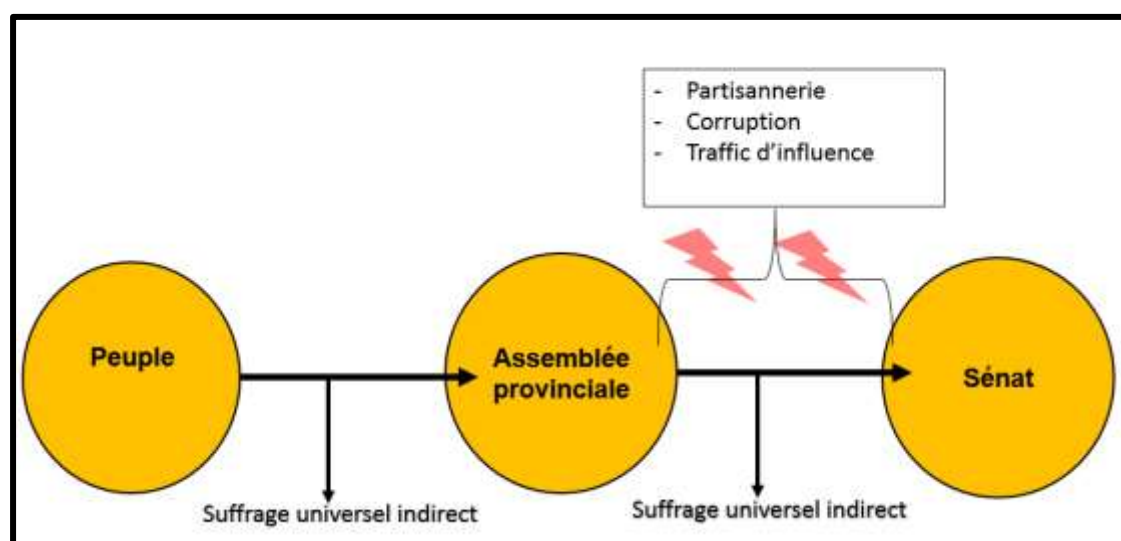 - Partisannerie
- Corruption
- Traffic d'influence
Peuple
Assemblée
provinciale
Sénat
Suffrage universel indirect
Suffrage universel indirect